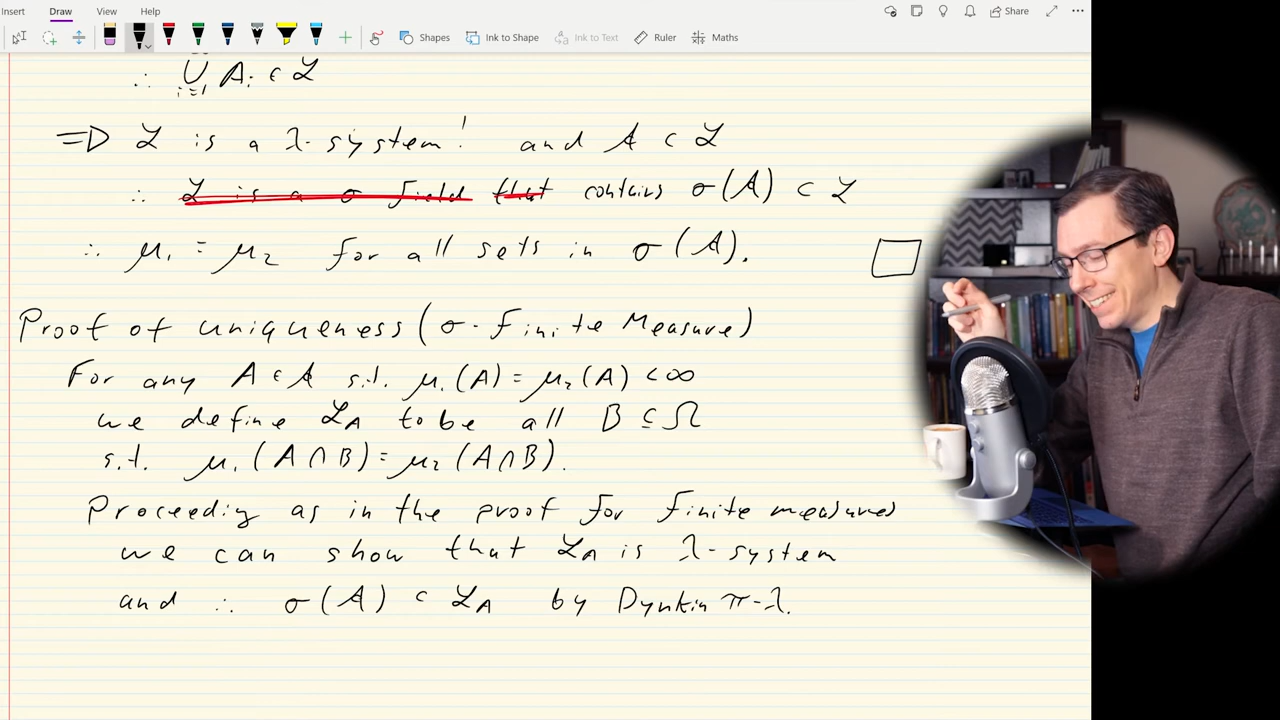 Insert Draw View Help Share
Shapes Ink to Shape Ink to Text Ruler Maths
∴ ⋃ Aᵢ ∈ ℒ
i=1
=> ℒ is a λ-system! and 𝒜 ⊂ ℒ
∴ ℒ is a σ field that contains σ(𝒜) ⊂ ℒ
∴ μ₁ = μ₂ for all sets in σ(𝒜). □
Proof of uniqueness (σ-Finite Measure)
For any A ∈ 𝒜 s.t. μ₁(A) = μ₂(A) < ∞
we define ℒ_A to be all B ⊆ Ω
s.t. μ₁(A ∩ B) = μ₂(A ∩ B).
Proceeding as in the proof for finite measures
we can show that ℒ_A is λ-system
and ∴ σ(𝒜) ⊂ ℒ_A by Dynkin π-λ.